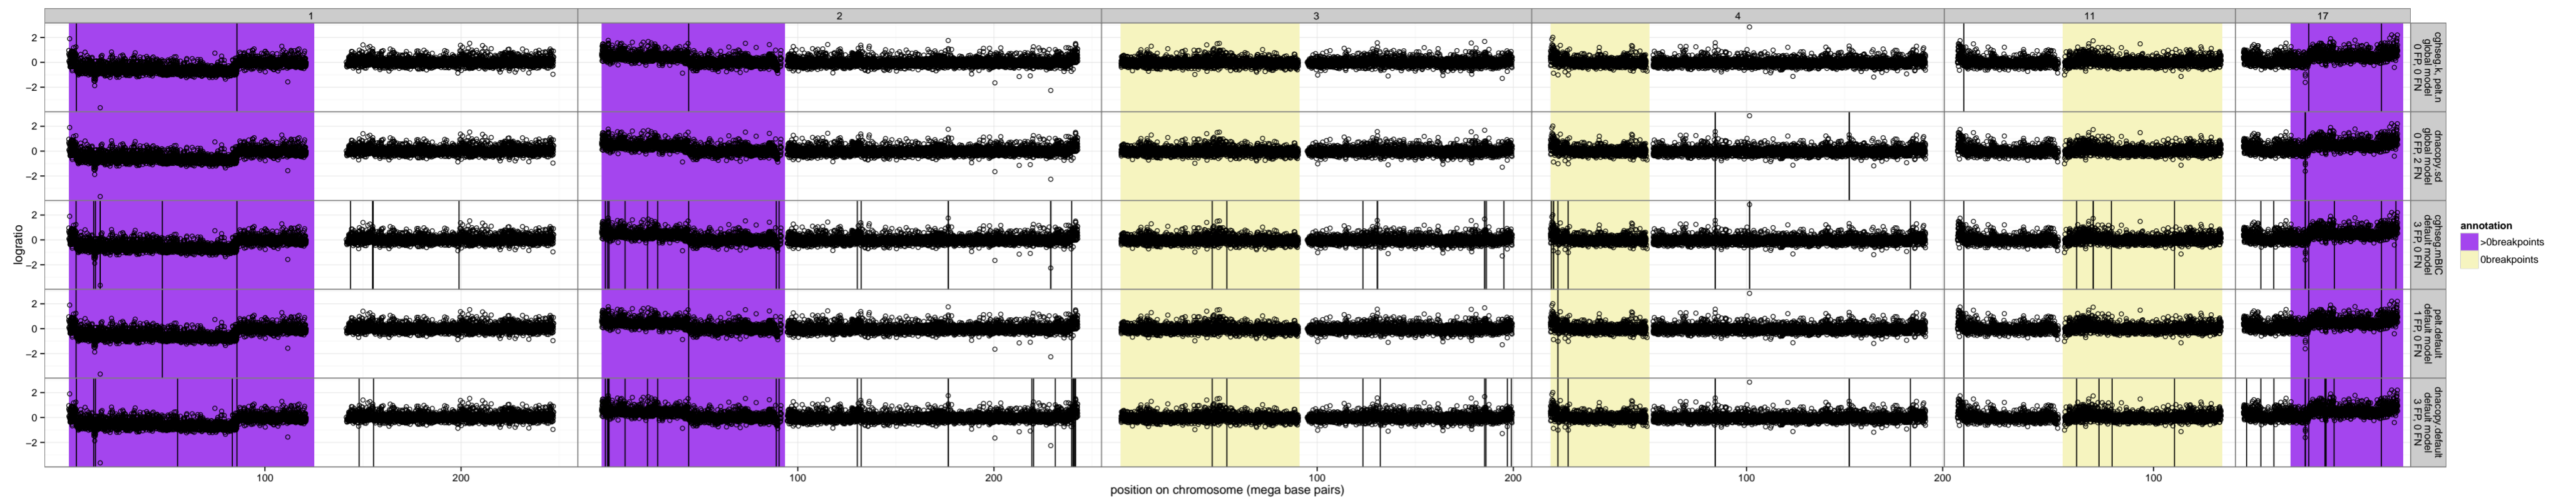 1 2 3 4 11 17
2
0
−2
cghseg.k, pelt.n
global model
0 FP, 0 FN
2
0
−2
dnacopy.sd
global model
0 FP, 2 FN
2
0
−2
cghseg.mBIC
default model
3 FP, 0 FN
2
0
−2
pelt.default
default model
1 FP, 0 FN
2
0
−2
dnacopy.default
default model
3 FP, 0 FN
logratio
100 200 100 200 100 200 100 200 100
position on chromosome (mega base pairs)
annotation
>0breakpoints
0breakpoints